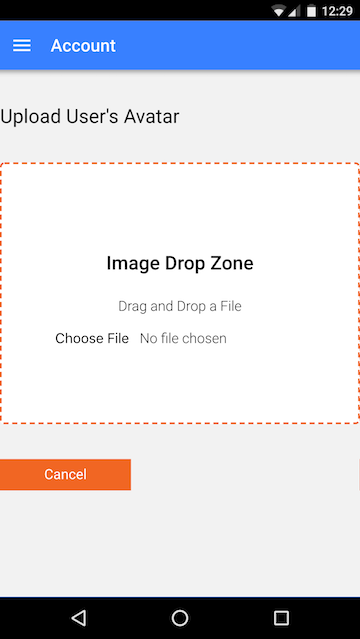 12:29
Account
Upload User's Avatar
Image Drop Zone
Drag and Drop a File
Choose File No file chosen
Cancel